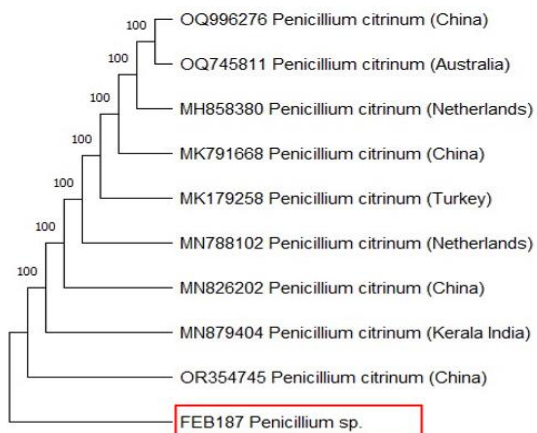 100
OQ996276 Penicillium citrinum (China)
100
OQ745811 Penicillium citrinum (Australia)
100
MH858380 Penicillium citrinum (Netherlands)
100
MK791668 Penicillium citrinum (China)
100
MK179258 Penicillium citrinum (Turkey)
100
MN788102 Penicillium citrinum (Netherlands)
100
MN826202 Penicillium citrinum (China)
MN879404 Penicillium citrinum (Kerala India)
OR354745 Penicillium citrinum (China)
FEB187 Penicillium sp.